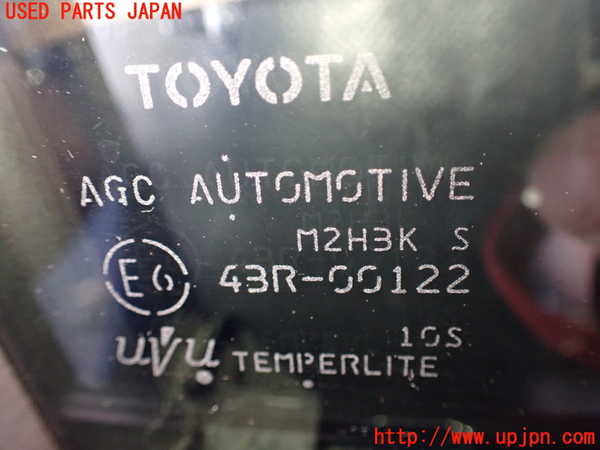 USED PARTS JAPAN
TOYOTA
AGC AUTOMOTIVE
M2H3K S
E6 43R-00122
10S
uVu TEMPERLITE
http://www.upjpn.com/